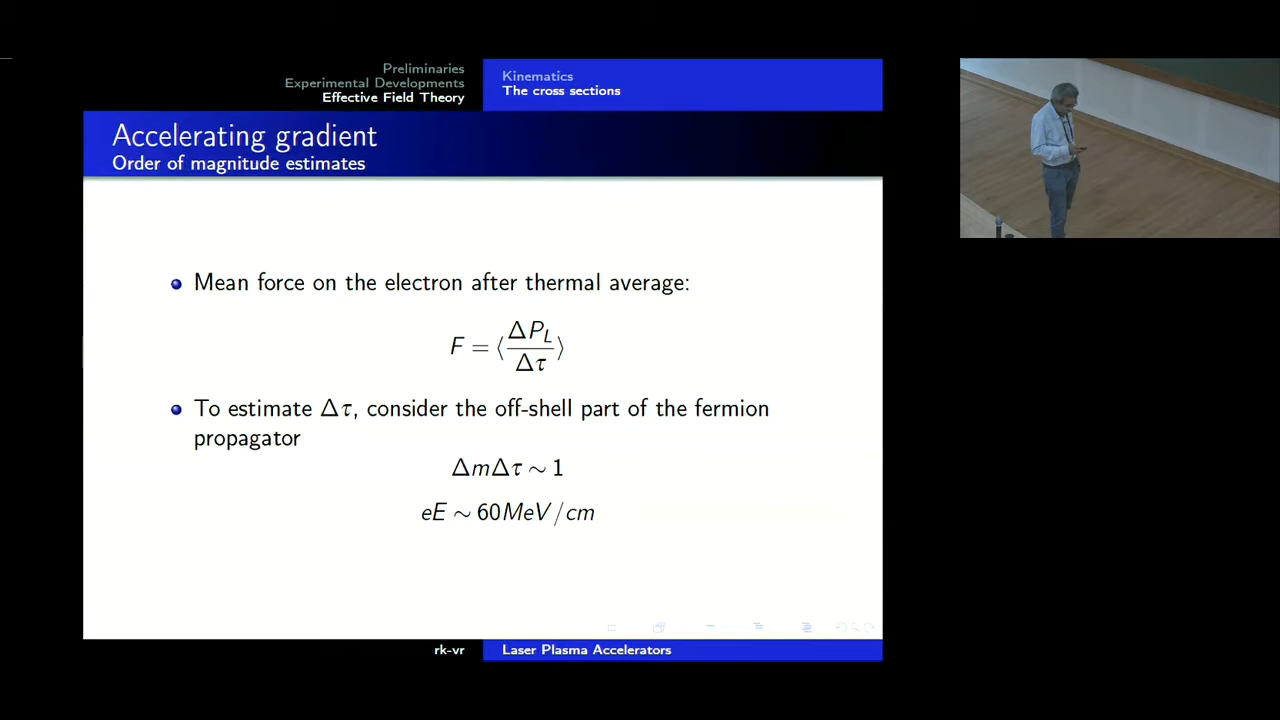 Preliminaries
Experimental Developments
Effective Field Theory
Kinematics
The cross sections
Accelerating gradient
Order of magnitude estimates
Mean force on the electron after thermal average:
F = ⟨ΔP_L/Δτ⟩
To estimate Δτ, consider the off-shell part of the fermion
propagator
ΔmΔτ ∼ 1
eE ∼ 60MeV/cm
rk-vr
Laser Plasma Accelerators